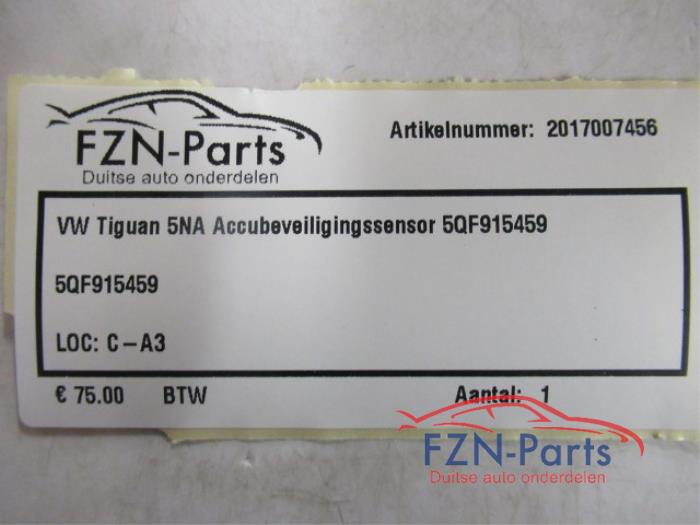 FZN-Parts
Duitse auto onderdelen
Artikelnummer: 2017007456
VW Tiguan 5NA Accubeveiligingssensor 5QF915459
5QF915459
LOC: C-A3
€ 75.00 BTW Aantal: 1
FZN-Parts
Duitse auto onderdelen